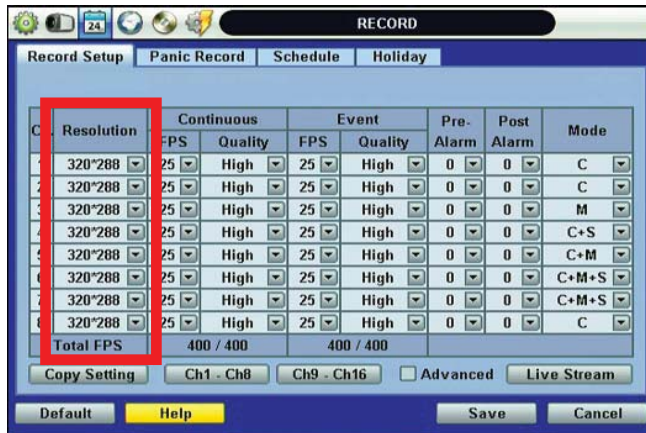 24
RECORD
Record Setup Panic Record Schedule Holiday
Resolution Continuous Event Pre-Alarm Post Alarm Mode
FPS Quality FPS Quality
320*288 25 High 25 High 0 0 C
320*288 25 High 25 High 0 0 C
320*288 25 High 25 High 0 0 M
320*288 25 High 25 High 0 0 C+S
320*288 25 High 25 High 0 0 C+M
320*288 25 High 25 High 0 0 C+M+S
320*288 25 High 25 High 0 0 C+M+S
8 320*288 25 High 25 High 0 0 C
Total FPS 400 / 400 400 / 400
Copy Setting Ch1 - Ch8 Ch9 - Ch16 Advanced Live Stream
Default Help Save Cancel